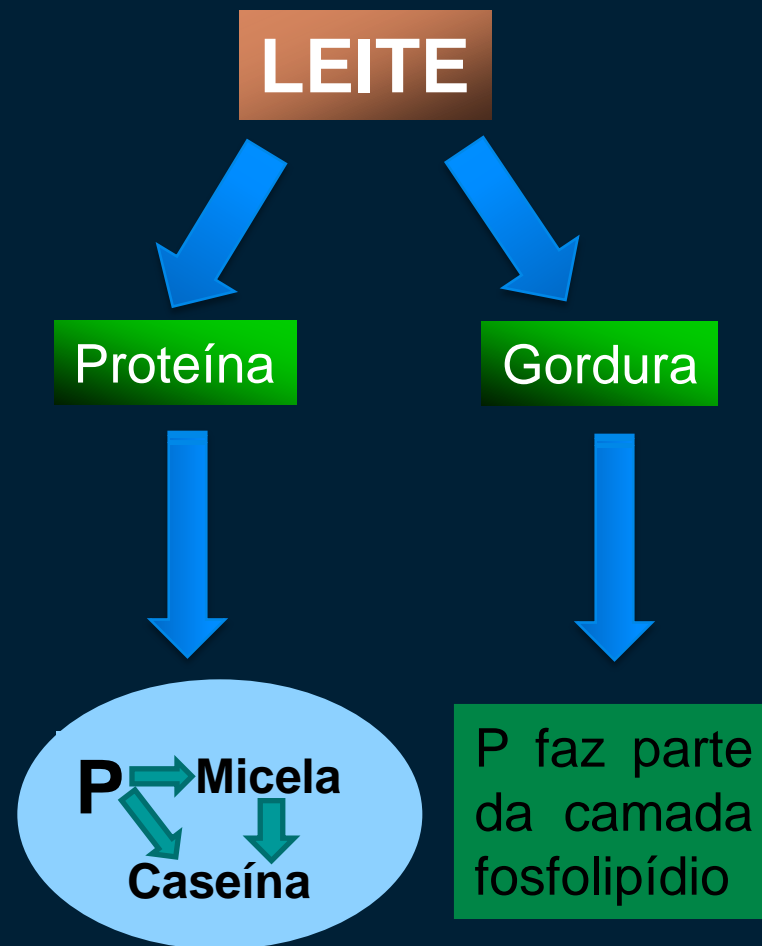 LEITE
Proteína
Gordura
P
Micela
Caseína
P faz parte
da camada
fosfolipídio